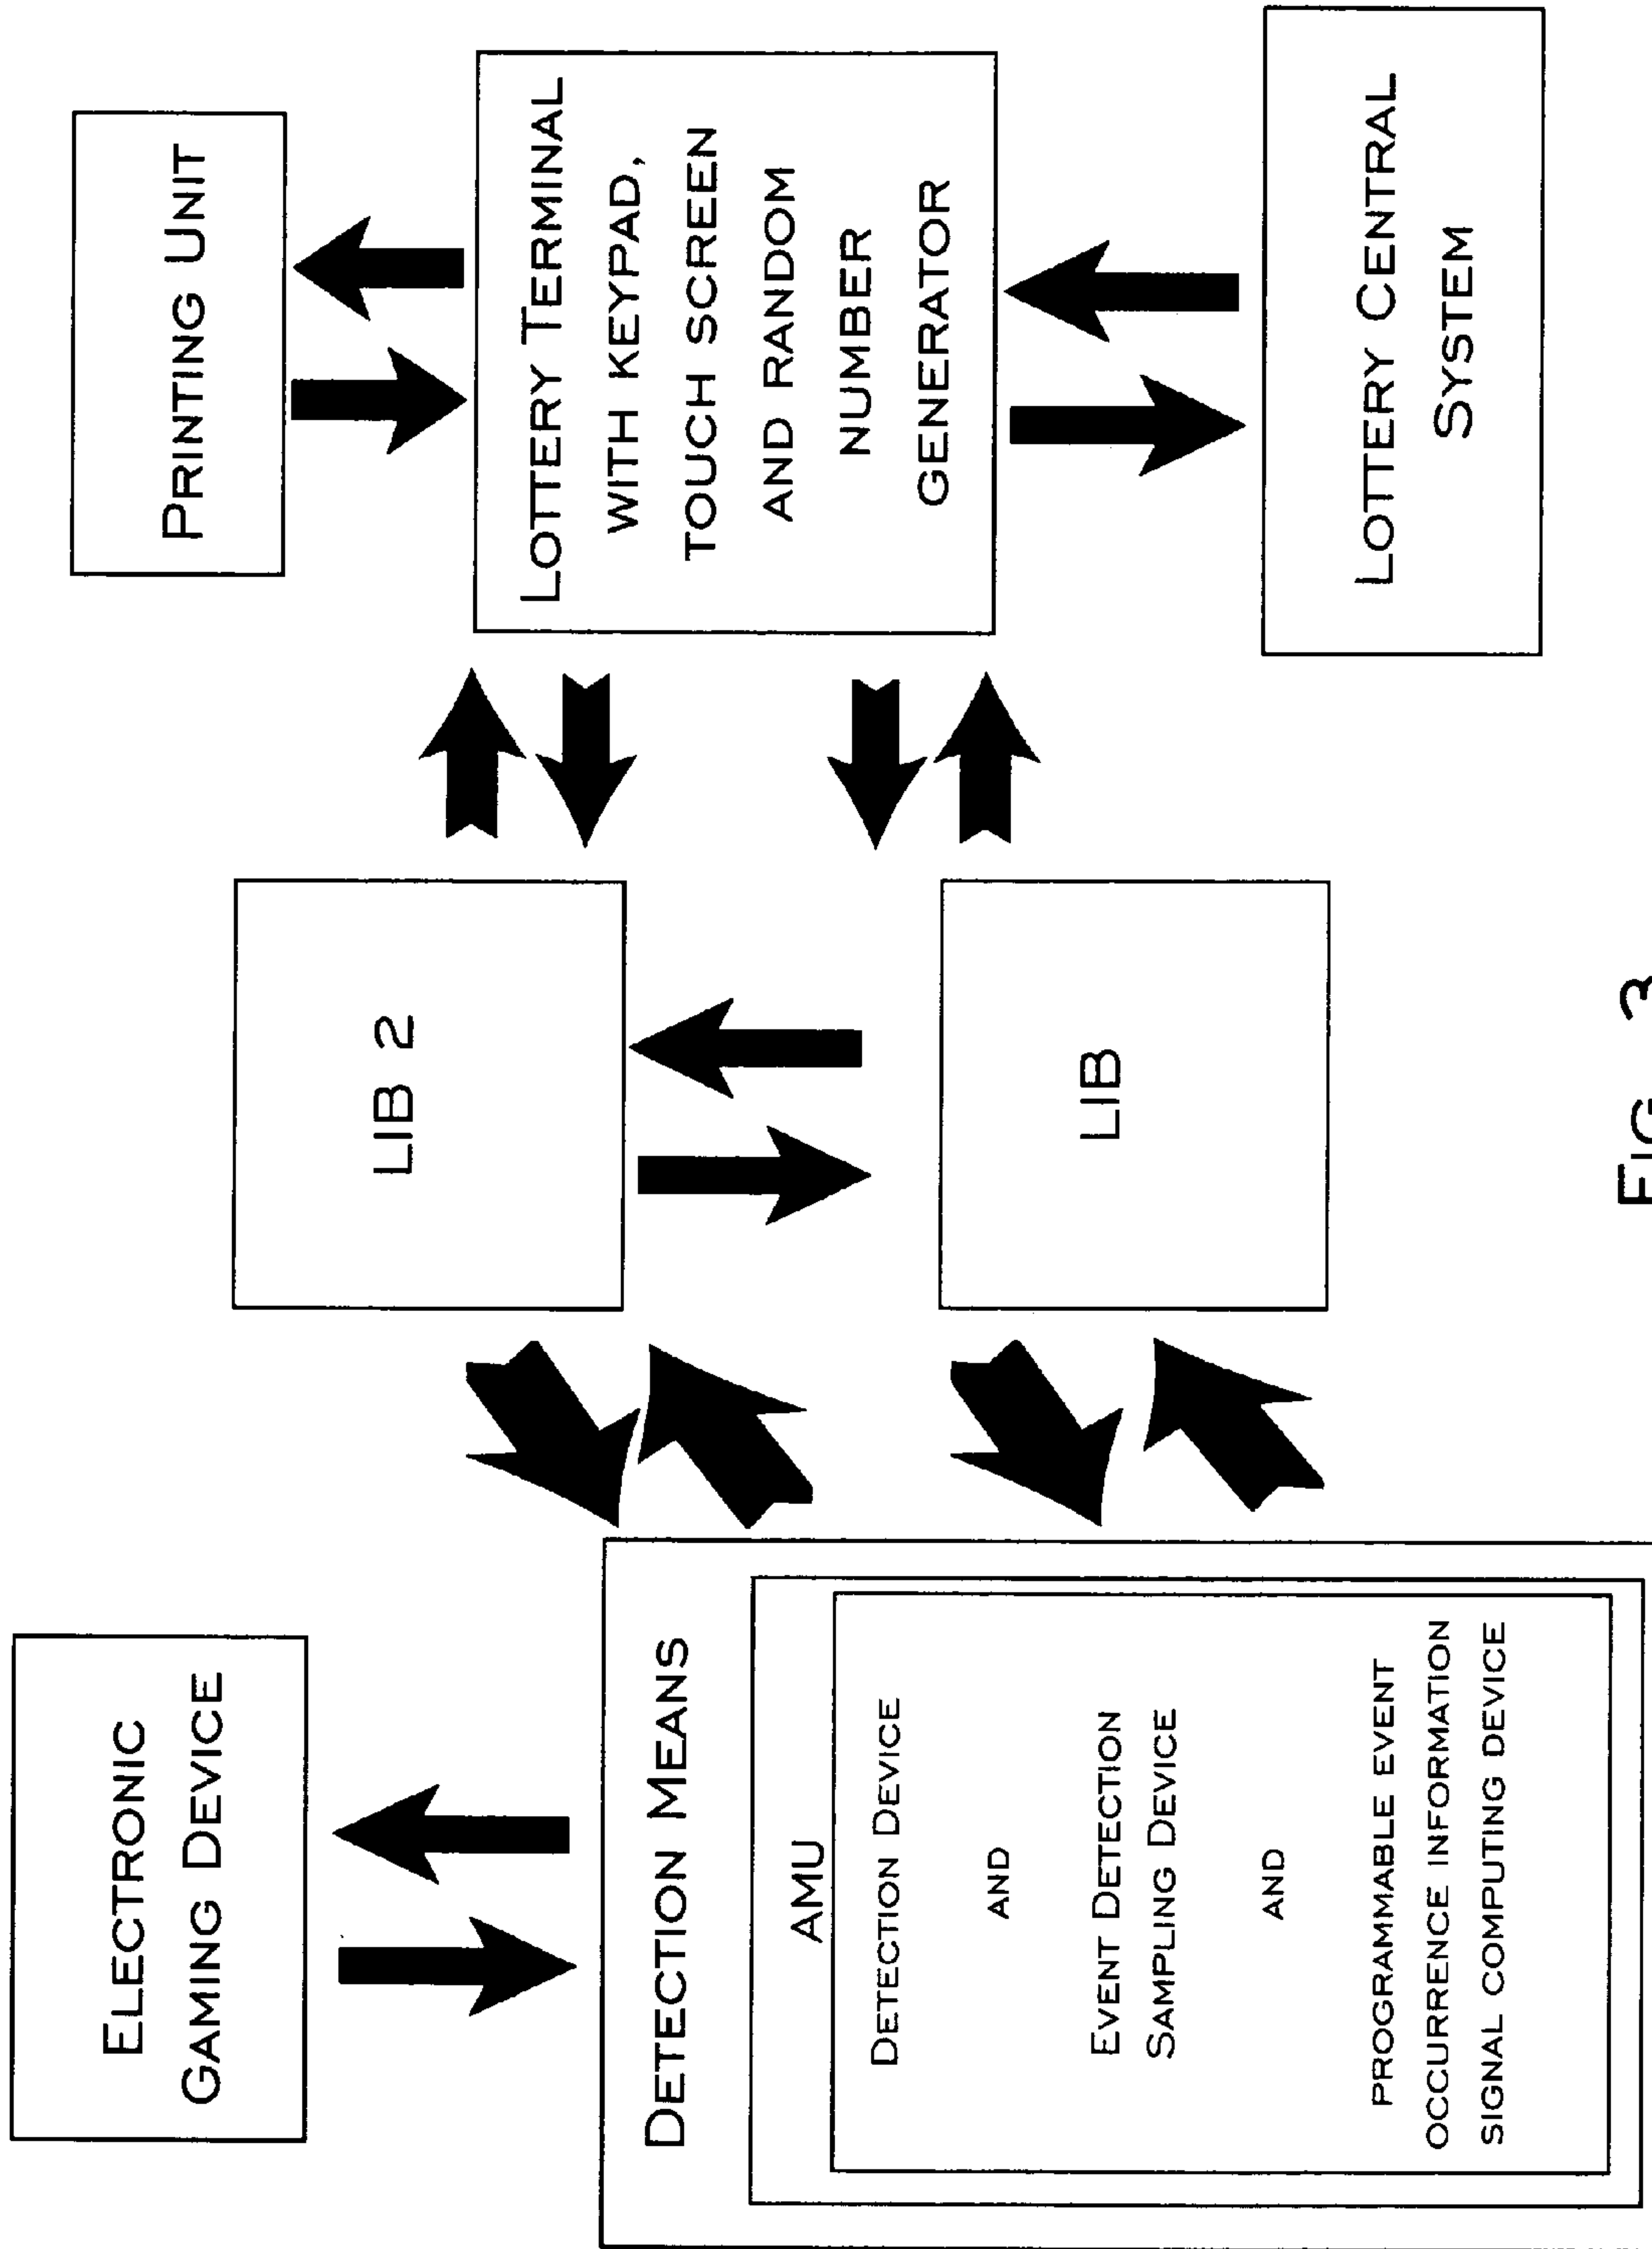 ELECTRONIC
GAMING DEVICE
DETECTION MEANS
AMU
DETECTION DEVICE
AND
EVENT DETECTION
SAMPLING DEVICE
AND
PROGRAMMABLE EVENT
OCCURRENCE INFORMATION
SIGNAL COMPUTING DEVICE
LIB 2
LIB
PRINTING UNIT
LOTTERY TERMINAL
WITH KEYPAD,
TOUCH SCREEN
AND RANDOM
NUMBER
GENERATOR
LOTTERY CENTRAL
SYSTEM
FIG. 3